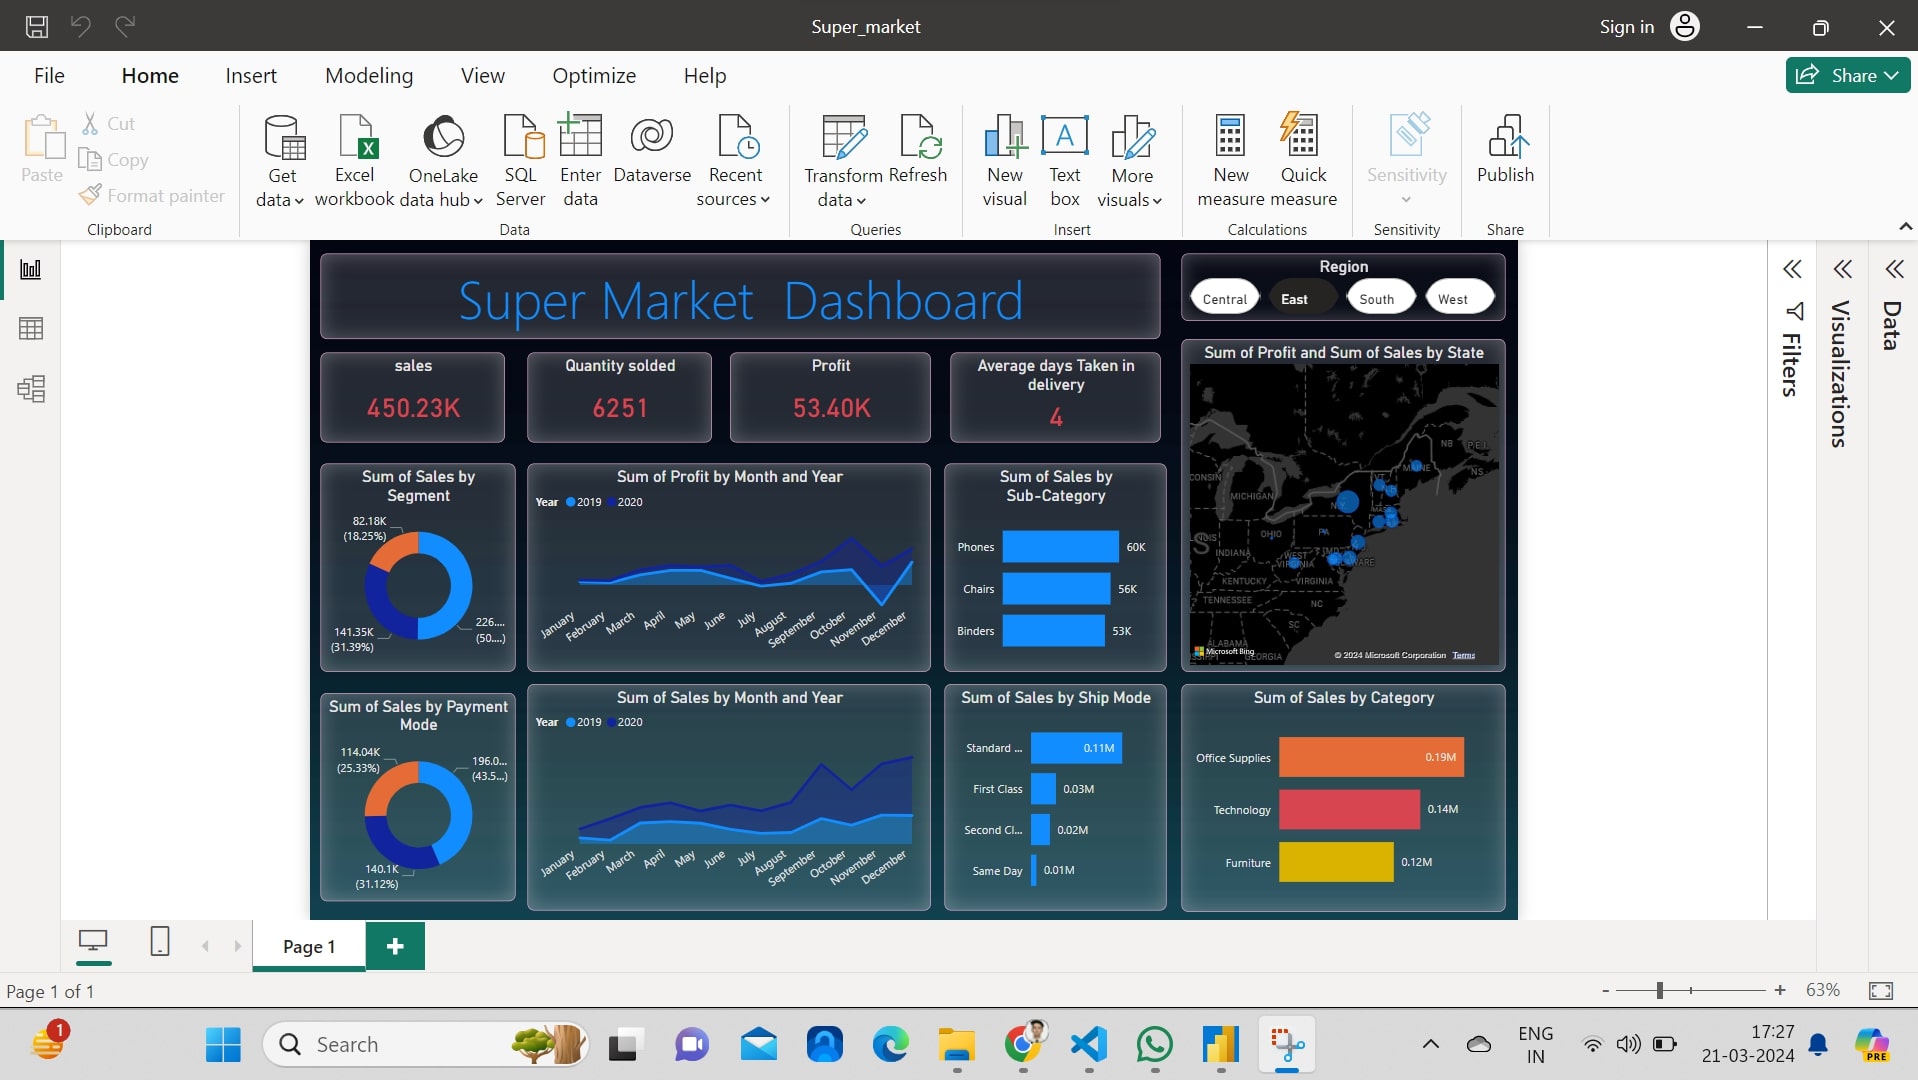 Super_market
Sign in
File
Home
Insert
Modeling
View
Optimize
Help
Share
Paste
Cut
Copy
Format painter
Clipboard
Get data
Excel workbook
OneLake data hub
SQL Server
Enter data
Dataverse
Recent sources
Data
Transform data
Refresh
Queries
New visual
Text box
More visuals
Insert
New measure
Quick measure
Calculations
Sensitivity
Sensitivity
Publish
Share
Super Market Dashboard
Region
Central
East
South
West
sales
450.23K
Quantity solded
6251
Profit
53.40K
Average days Taken in
delivery
4
Sum of Profit and Sum of Sales by State
NB
P.E.I.
NS
MAINE
VT
MASS
MICHIGAN
OHIO
PA
INDIANA
WEST
VIRGINIA
KENTUCKY
VIRGINIA
TENNESSEE
NC
SC
ALABAMA
GEORGIA
Microsoft Bing
© 2024 Microsoft Corporation Terms
Sum of Sales by
Segment
82.18K
(18.25%)
141.35K
(31.39%)
226....
(50....)
Sum of Profit by Month and Year
Year 2019 2020
January
February
March
April
May
June
July
August
September
October
November
December
Sum of Sales by
Sub-Category
Phones 60K
Chairs 56K
Binders 53K
Sum of Sales by Payment
Mode
114.04K
(25.33%)
196.0...
(43.5...)
140.1K
(31.12%)
Sum of Sales by Month and Year
Year 2019 2020
January
February
March
April
May
June
July
August
September
October
November
December
Sum of Sales by Ship Mode
Standard ... 0.11M
First Class 0.03M
Second Cl... 0.02M
Same Day 0.01M
Sum of Sales by Category
Office Supplies 0.19M
Technology 0.14M
Furniture 0.12M
Filters
Visualizations
Data
Page 1
+
Page 1 of 1
- + 63%
1
Search
ENG
IN
17:27
21-03-2024
PRE